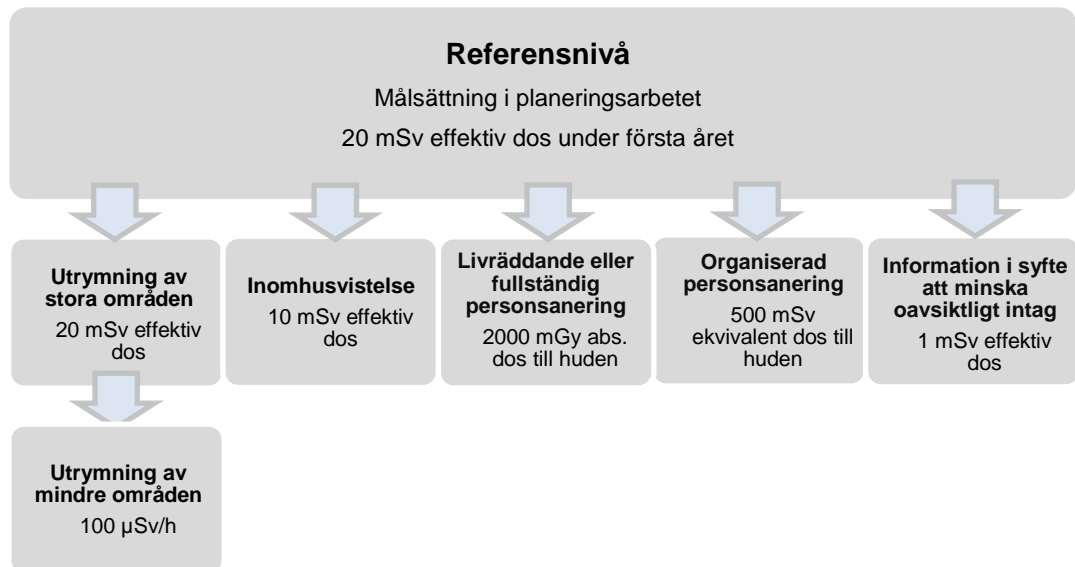 Referensnivå
Målsättning i planeringsarbetet
20 mSv effektiv dos under första året
Utrymning av
stora områden
20 mSv effektiv
dos
Inomhusvistelse
10 mSv effektiv
dos
Livräddande eller
fullständig
personsanering
2000 mGy abs.
dos till huden
Organiserad
personsanering
500 mSv
ekvivalent dos till
huden
Information i syfte
att minska
oavsiktligt intag
1 mSv effektiv
dos
Utrymning av
mindre områden
100 µSv/h